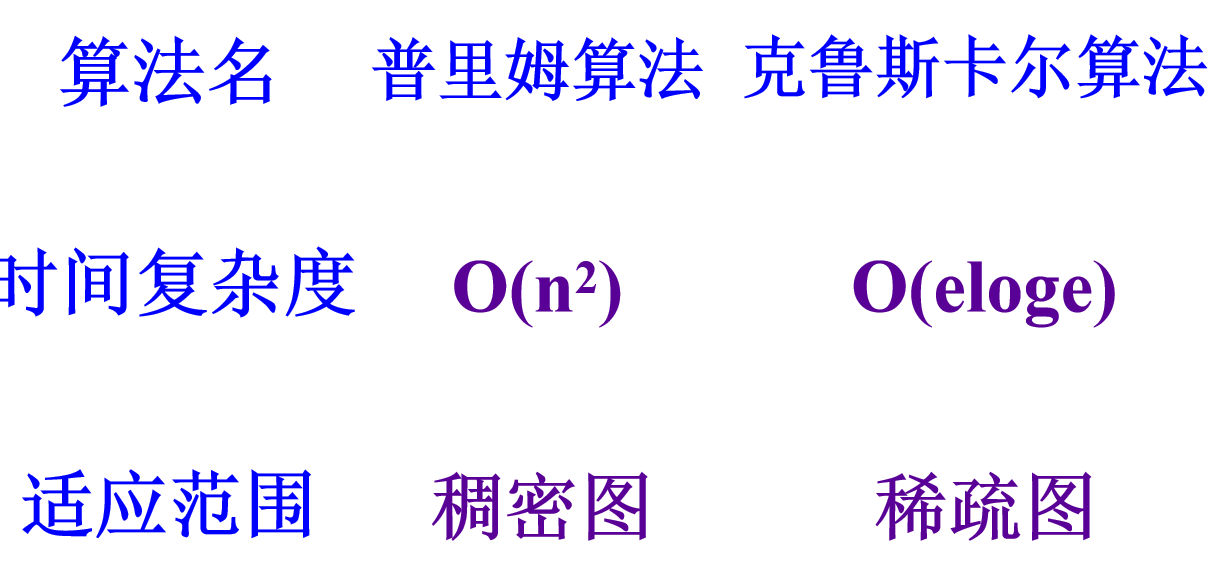 算法名 普里姆算法 克鲁斯卡尔算法
时间复杂度 O(n²) O(eloge)
适应范围 稠密图 稀疏图